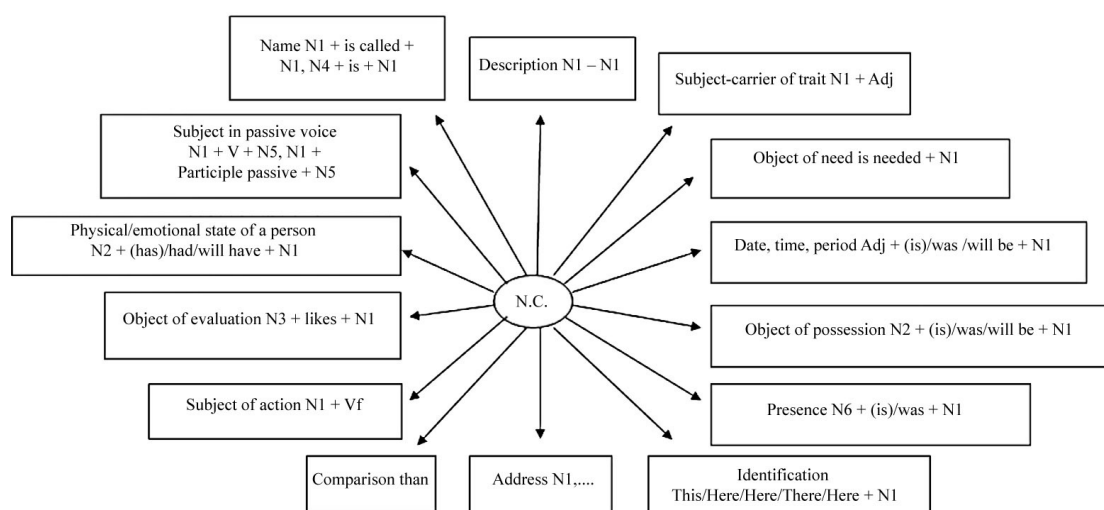 Name N1 + is called +
N1, N4 + is + N1
Description N1 – N1
Subject-carrier of trait N1 + Adj
Subject in passive voice
N1 + V + N5, N1 +
Participle passive + N5
Object of need is needed + N1
Physical/emotional state of a person
N2 + (has)/had/will have + N1
Date, time, period Adj + (is)/was /will be + N1
N.C.
Object of evaluation N3 + likes + N1
Object of possession N2 + (is)/was/will be + N1
Subject of action N1 + Vf
Presence N6 + (is)/was + N1
Comparison than
Address N1,....
Identification
This/Here/Here/There/Here + N1